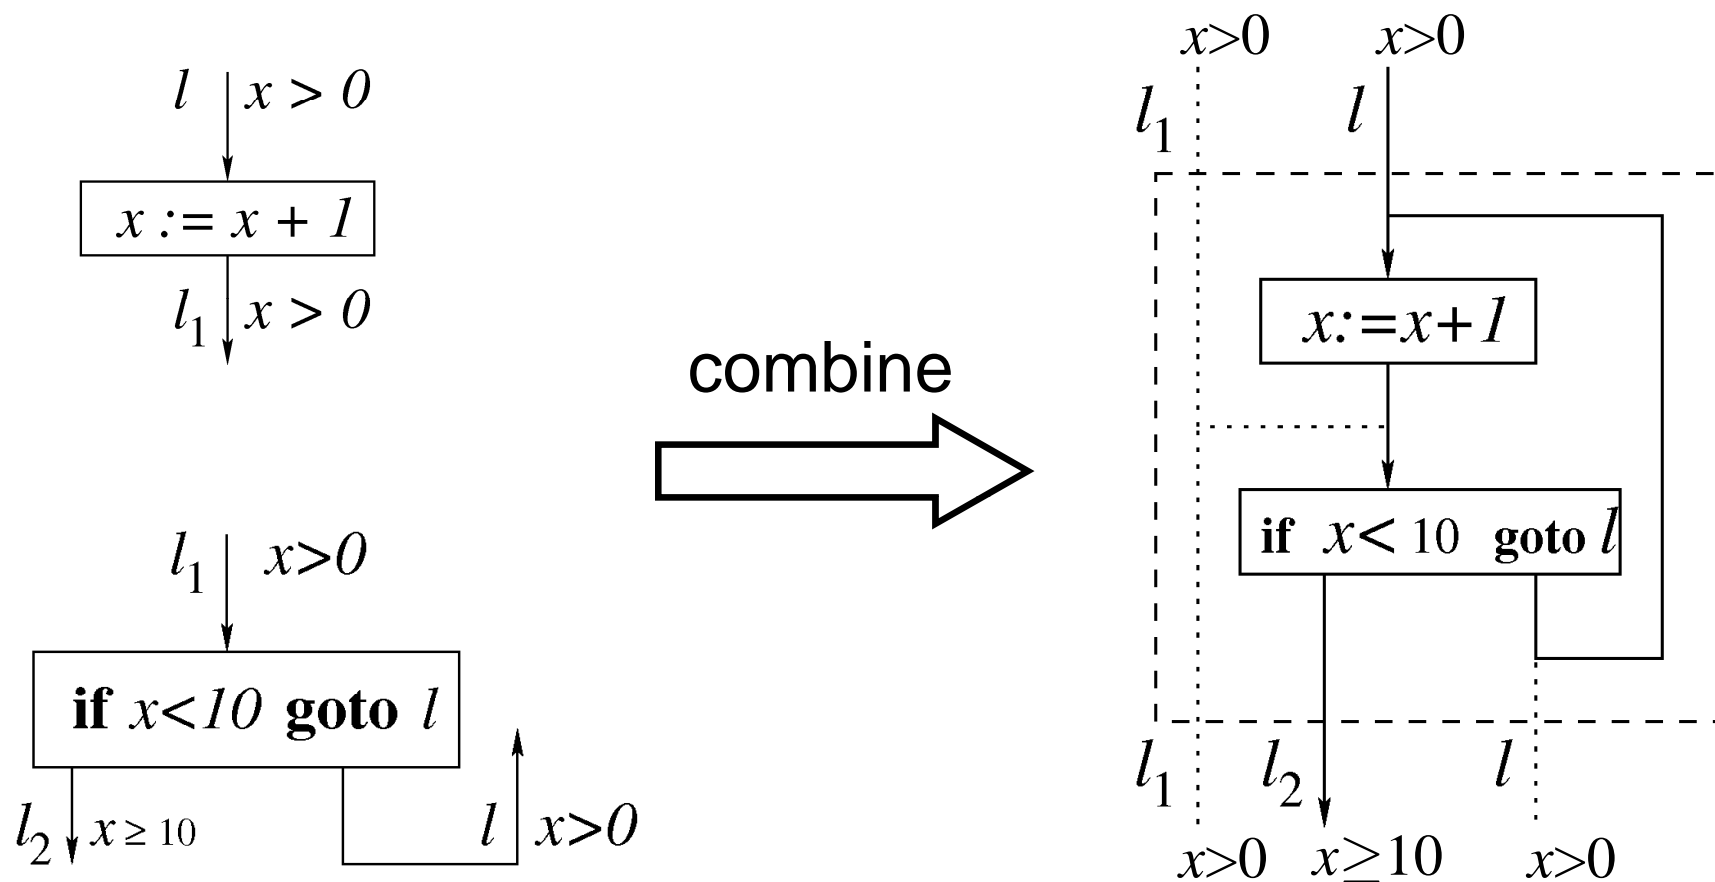 l x > 0
x := x + 1
l1 x > 0
l1 x>0
if x<10 goto l
l2 x ≥ 10 l x>0
combine
x>0 x>0
l1 l
x:=x+1
if x< 10 goto l
l1 l2 l
x>0 x≥10 x>0